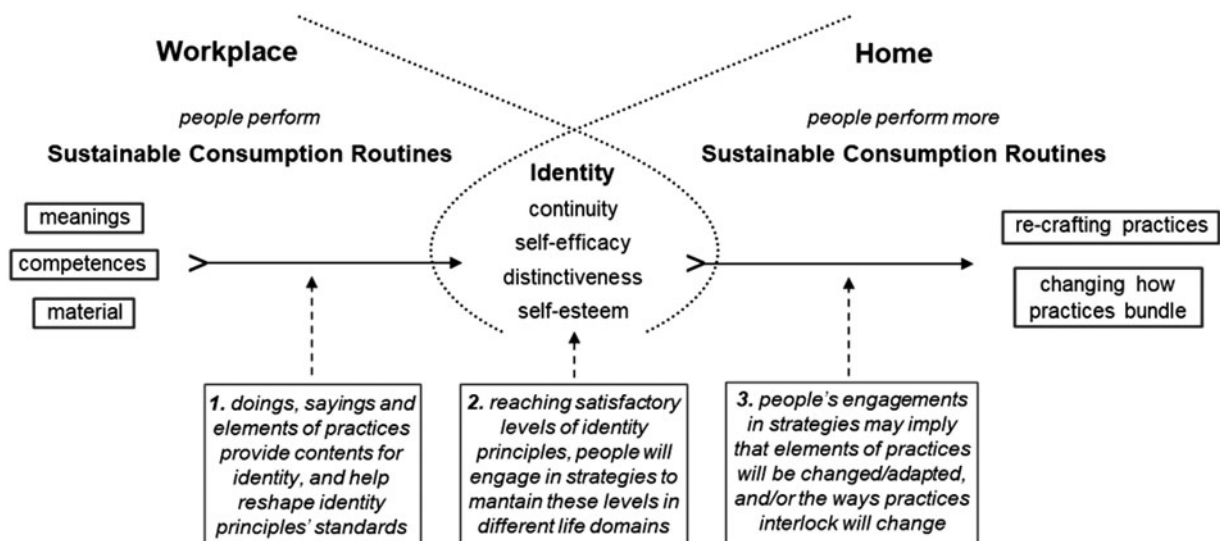 Workplace
Home
people perform
Sustainable Consumption Routines
people perform more
Sustainable Consumption Routines
Identity
continuity
self-efficacy
distinctiveness
self-esteem
meanings
competences
material
re-crafting practices
changing how
practices bundle
1. doings, sayings and
elements of practices
provide contents for
identity, and help
reshape identity
principles' standards
2. reaching satisfactory
levels of identity
principles, people will
engage in strategies to
mantain these levels in
different life domains
3. people's engagements
in strategies may imply
that elements of practices
will be changed/adapted,
and/or the ways practices
interlock will change